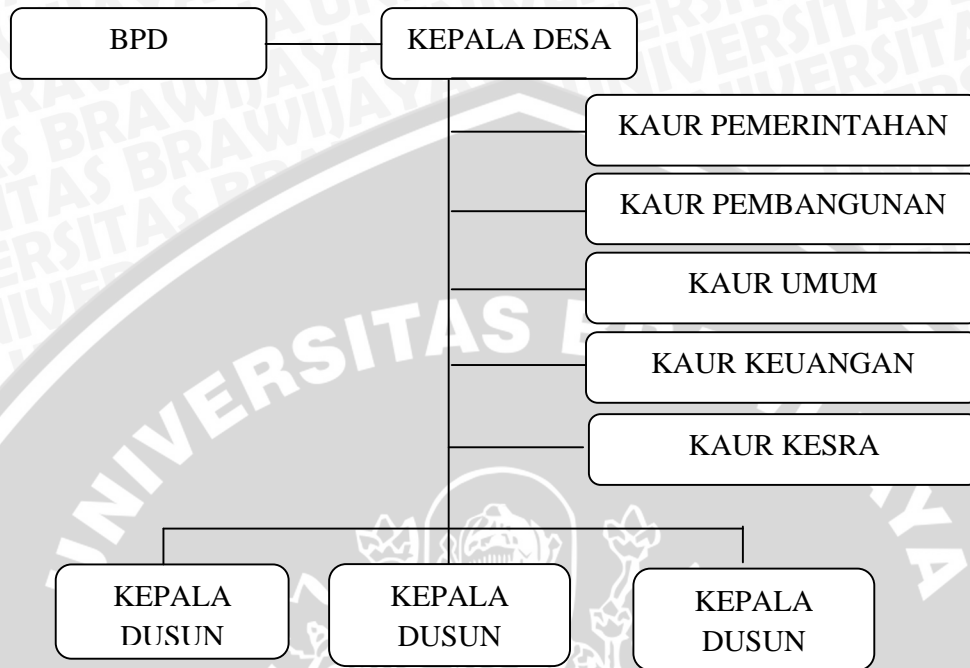 BPD
KEPALA DESA
KAUR PEMERINTAHAN
KAUR PEMBANGUNAN
KAUR UMUM
KAUR KEUANGAN
KAUR KESRA
KEPALA
DUSUN
KEPALA
DUSUN
KEPALA
DUSUN